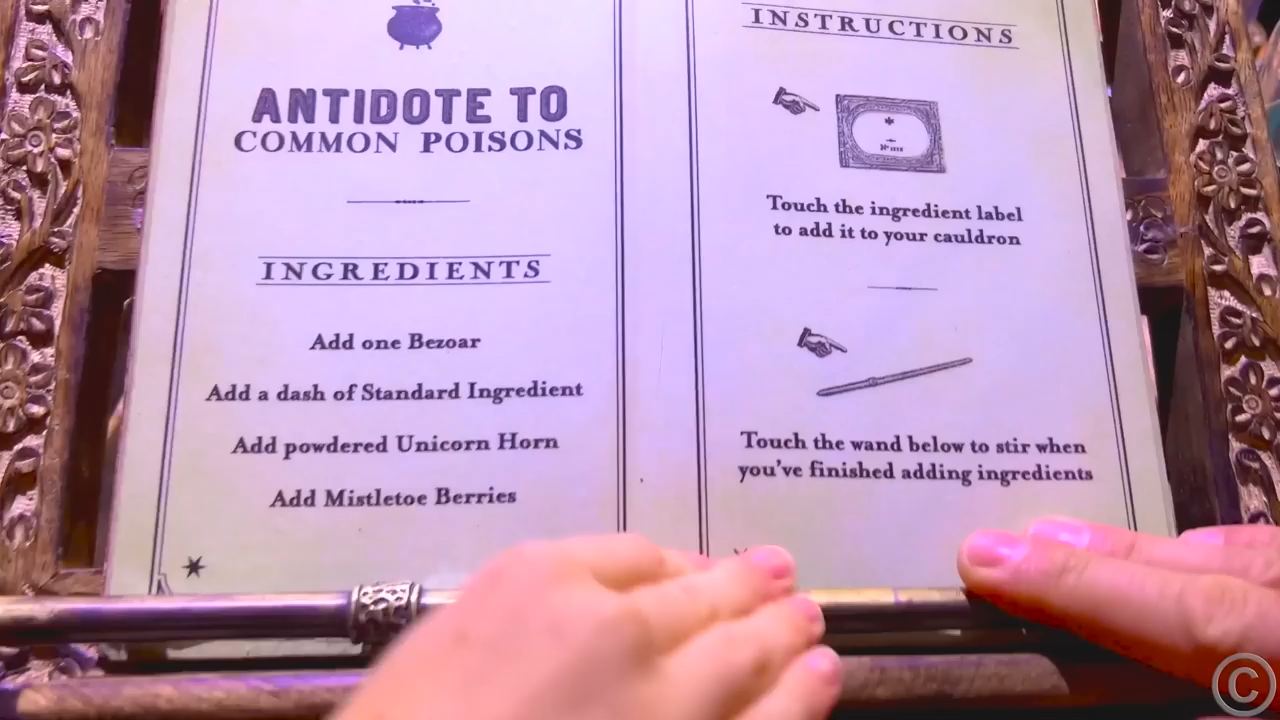 ANTIDOTE TO
COMMON POISONS
INGREDIENTS
Add one Bezoar
Add a dash of Standard Ingredient
Add powdered Unicorn Horn
Add Mistletoe Berries
INSTRUCTIONS
Touch the ingredient label
to add it to your cauldron
Touch the wand below to stir when
you've finished adding ingredients
©